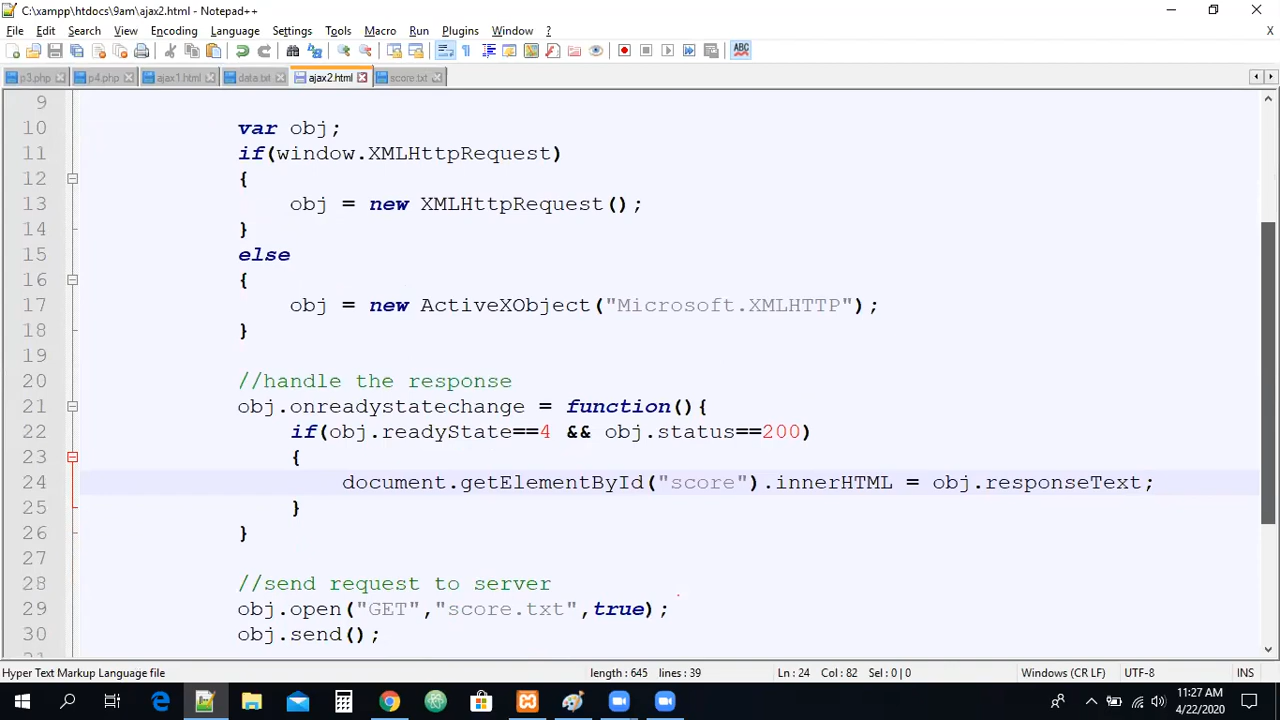 C:\xampp\htdocs\9am\ajax2.html - Notepad++
File Edit Search View Encoding Language Settings Tools Macro Run Plugins Window ? X
ABC
p3.php p4.php ajax1.html data.txt ajax2.html score.txt
9
10 var obj;
11 if(window.XMLHttpRequest)
12 {
13 obj = new XMLHttpRequest();
14 }
15 else
16 {
17 obj = new ActiveXObject("Microsoft.XMLHTTP");
18 }
19
20 //handle the response
21 obj.onreadystatechange = function(){
22 if(obj.readyState==4 && obj.status==200)
23 {
24 document.getElementById("score").innerHTML = obj.responseText;
25 }
26 }
27
28 //send request to server
29 obj.open("GET","score.txt",true);
30 obj.send();
Hyper Text Markup Language file length : 645 lines : 39 Ln : 24 Col : 82 Sel : 0 | 0 Windows (CR LF) UTF-8 INS
11:27 AM
4/22/2020